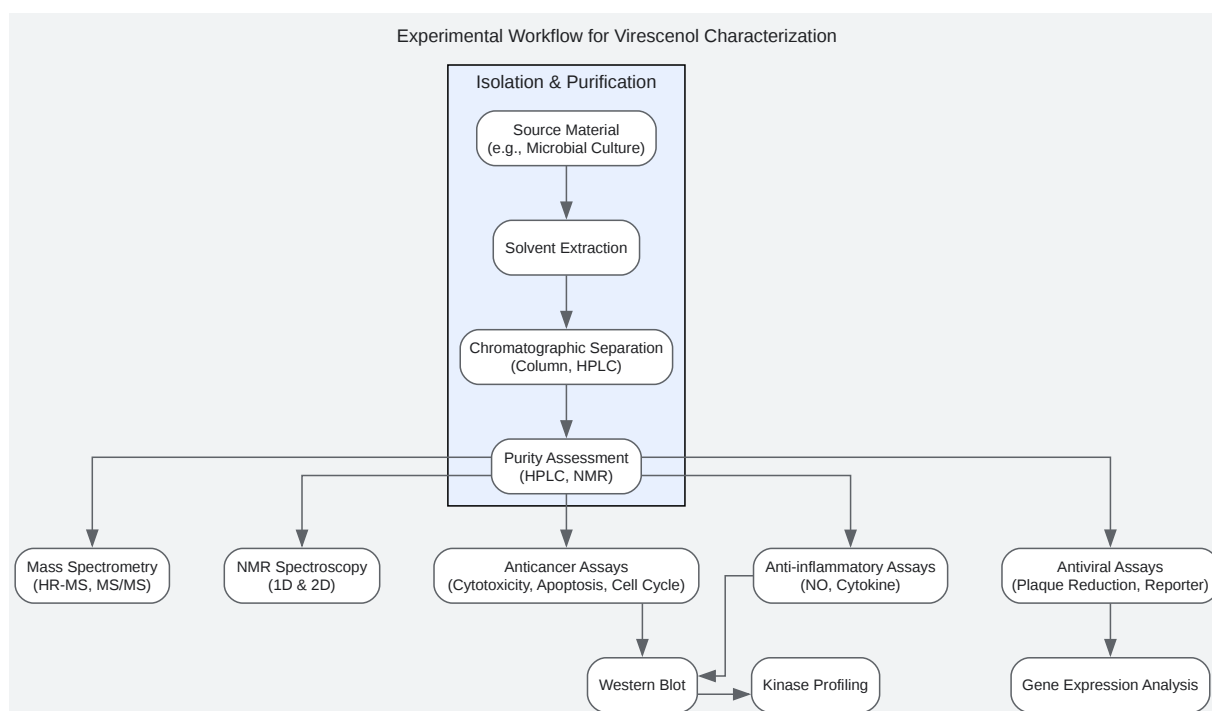 Experimental Workflow for Virescenol Characterization
Isolation & Purification
Source Material
(e.g., Microbial Culture)
Solvent Extraction
Chromatographic Separation
(Column, HPLC)
Purity Assessment
(HPLC, NMR)
Mass Spectrometry
(HR-MS, MS/MS)
NMR Spectroscopy
(1D & 2D)
Anticancer Assays
(Cytotoxicity, Apoptosis, Cell Cycle)
Anti-inflammatory Assays
(NO, Cytokine)
Antiviral Assays
(Plaque Reduction, Reporter)
Western Blot
Kinase Profiling
Gene Expression Analysis